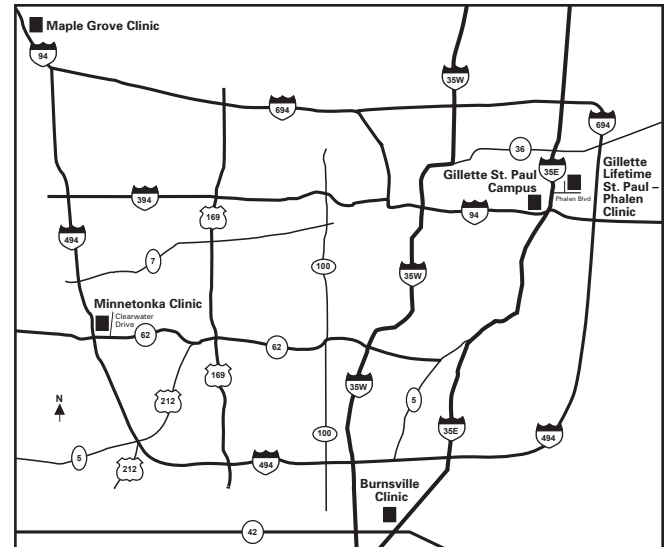 Maple Grove Clinic
94
35W
694
694
36
Gillette St. Paul
Campus
35E
Gillette
Lifetime
St. Paul –
Phalen
Clinic
Phalen Blvd
394
169
94
494
7
100
35W
Minnetonka Clinic
Clearwater
Drive
62
62
169
35W
212
5
N
100
35E
494
5
212
494
Burnsville
Clinic
42